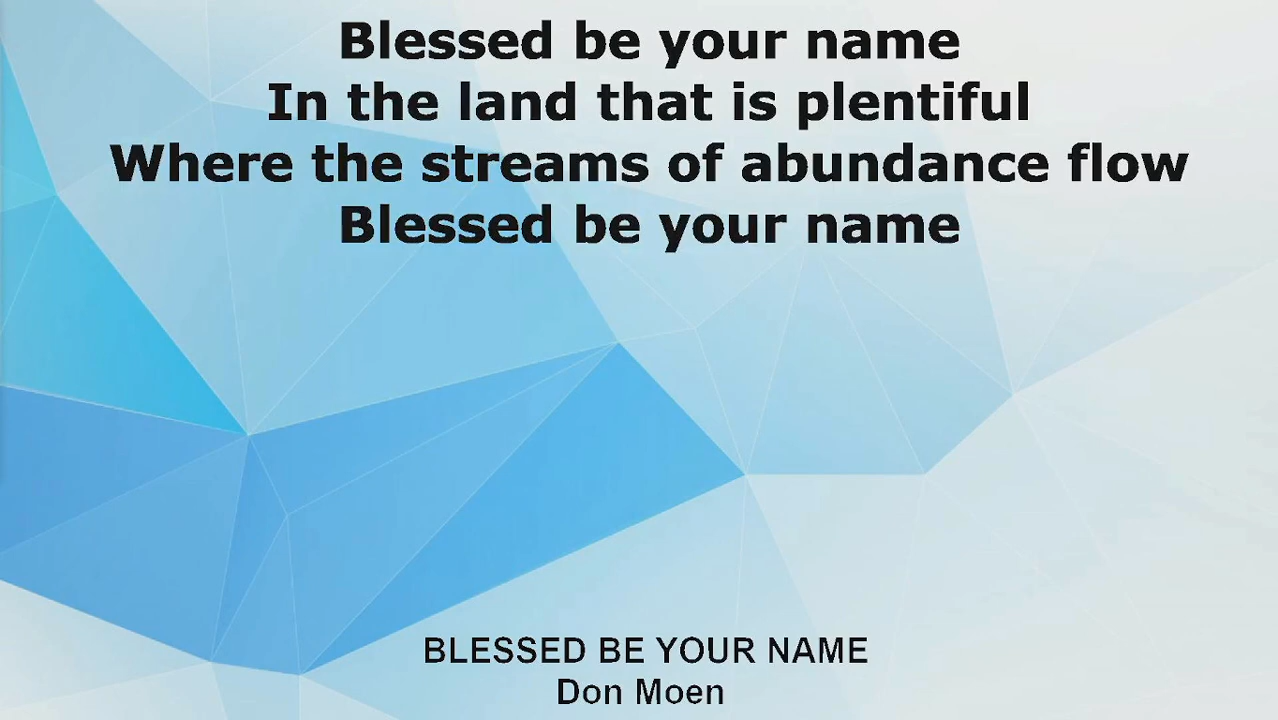 Blessed be your name
In the land that is plentiful
Where the streams of abundance flow
Blessed be your name
BLESSED BE YOUR NAME
Don Moen